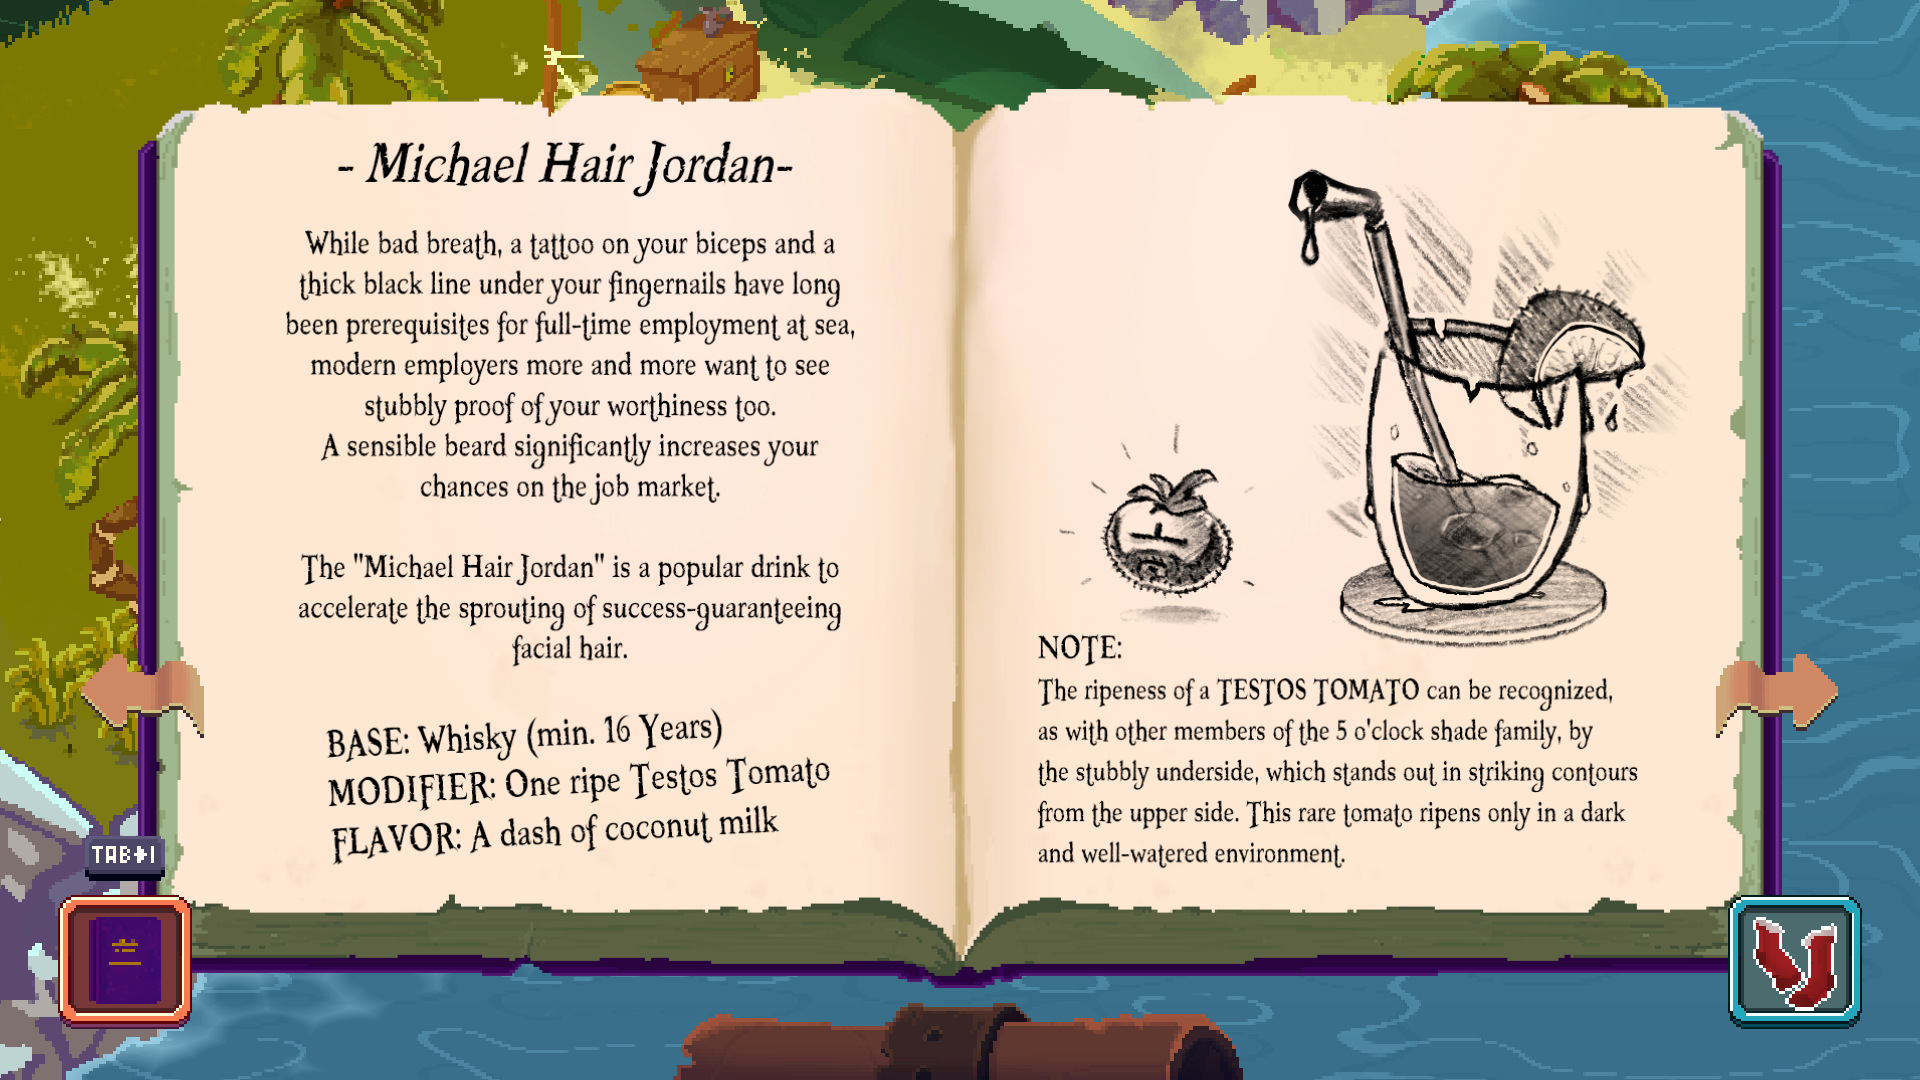 - Michael Hair Jordan-
While bad breath, a tattoo on your biceps and a
thick black line under your fingernails have long
been prerequisites for full-time employment at sea,
modern employers more and more want to see
stubbly proof of your worthiness too.
A sensible beard significantly increases your
chances on the job market.
The "Michael Hair Jordan" is a popular drink to
accelerate the sprouting of success-guaranteeing
facial hair.
BASE: Whisky (min. 16 Years)
MODIFIER: One ripe Testos Tomato
FLAVOR: A dash of coconut milk
NOTE:
The ripeness of a TESTOS TOMATO can be recognized,
as with other members of the 5 o'clock shade family, by
the stubbly underside, which stands out in striking contours
from the upper side. This rare tomato ripens only in a dark
and well-watered environment.
TAB